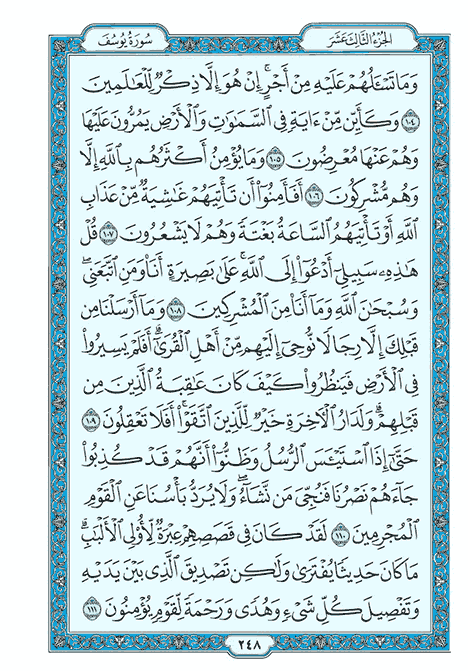 الجزء الثالث عشر
سورة يوسف
وَمَا تَسْـَٔلُهُمْ عَلَيْهِ مِنْ أَجْرٍ ۚ إِنْ هُوَ إِلَّا ذِكْرٌ لِّلْعَـٰلَمِينَ
١٠٤ وَكَأَيِّن مِّنْ ءَايَةٍ فِى ٱلسَّمَـٰوَٰتِ وَٱلْأَرْضِ يَمُرُّونَ عَلَيْهَا
وَهُمْ عَنْهَا مُعْرِضُونَ ١٠٥ وَمَا يُؤْمِنُ أَكْثَرُهُم بِٱللَّهِ إِلَّا
وَهُم مُّشْرِكُونَ ١٠٦ أَفَأَمِنُوٓا۟ أَن تَأْتِيَهُمْ غَـٰشِيَةٌ مِّنْ عَذَابِ
ٱللَّهِ أَوْ تَأْتِيَهُمُ ٱلسَّاعَةُ بَغْتَةً وَهُمْ لَا يَشْعُرُونَ ١٠٧ قُلْ
هَـٰذِهِۦ سَبِيلِىٓ أَدْعُوٓا۟ إِلَى ٱللَّهِ ۚ عَلَىٰ بَصِيرَةٍ أَنَا۠ وَمَنِ ٱتَّبَعَنِى ۖ
وَسُبْحَـٰنَ ٱللَّهِ وَمَآ أَنَا۠ مِنَ ٱلْمُشْرِكِينَ ١٠٨ وَمَآ أَرْسَلْنَا مِن
قَبْلِكَ إِلَّا رِجَالًا نُّوحِىٓ إِلَيْهِم مِّنْ أَهْلِ ٱلْقُرَىٰٓ ۗ أَفَلَمْ يَسِيرُوا۟
فِى ٱلْأَرْضِ فَيَنظُرُوا۟ كَيْفَ كَانَ عَـٰقِبَةُ ٱلَّذِينَ مِن
قَبْلِهِمْ ۗ وَلَدَارُ ٱلْـَٔاخِرَةِ خَيْرٌ لِّلَّذِينَ ٱتَّقَوْا۟ ۗ أَفَلَا تَعْقِلُونَ ١٠٩
حَتَّىٰٓ إِذَا ٱسْتَيْـَٔسَ ٱلرُّسُلُ وَظَنُّوٓا۟ أَنَّهُمْ قَدْ كُذِبُوا۟
جَآءَهُمْ نَصْرُنَا فَنُجِّىَ مَن نَّشَآءُ ۖ وَلَا يُرَدُّ بَأْسُنَا عَنِ ٱلْقَوْمِ
ٱلْمُجْرِمِينَ ١١٠ لَقَدْ كَانَ فِى قَصَصِهِمْ عِبْرَةٌ لِّأُو۟لِى ٱلْأَلْبَـٰبِ ۗ
مَا كَانَ حَدِيثًا يُفْتَرَىٰ وَلَـٰكِن تَصْدِيقَ ٱلَّذِى بَيْنَ يَدَيْهِ
وَتَفْصِيلَ كُلِّ شَىْءٍ وَهُدًى وَرَحْمَةً لِّقَوْمٍ يُؤْمِنُونَ ١١١
٢٤٨